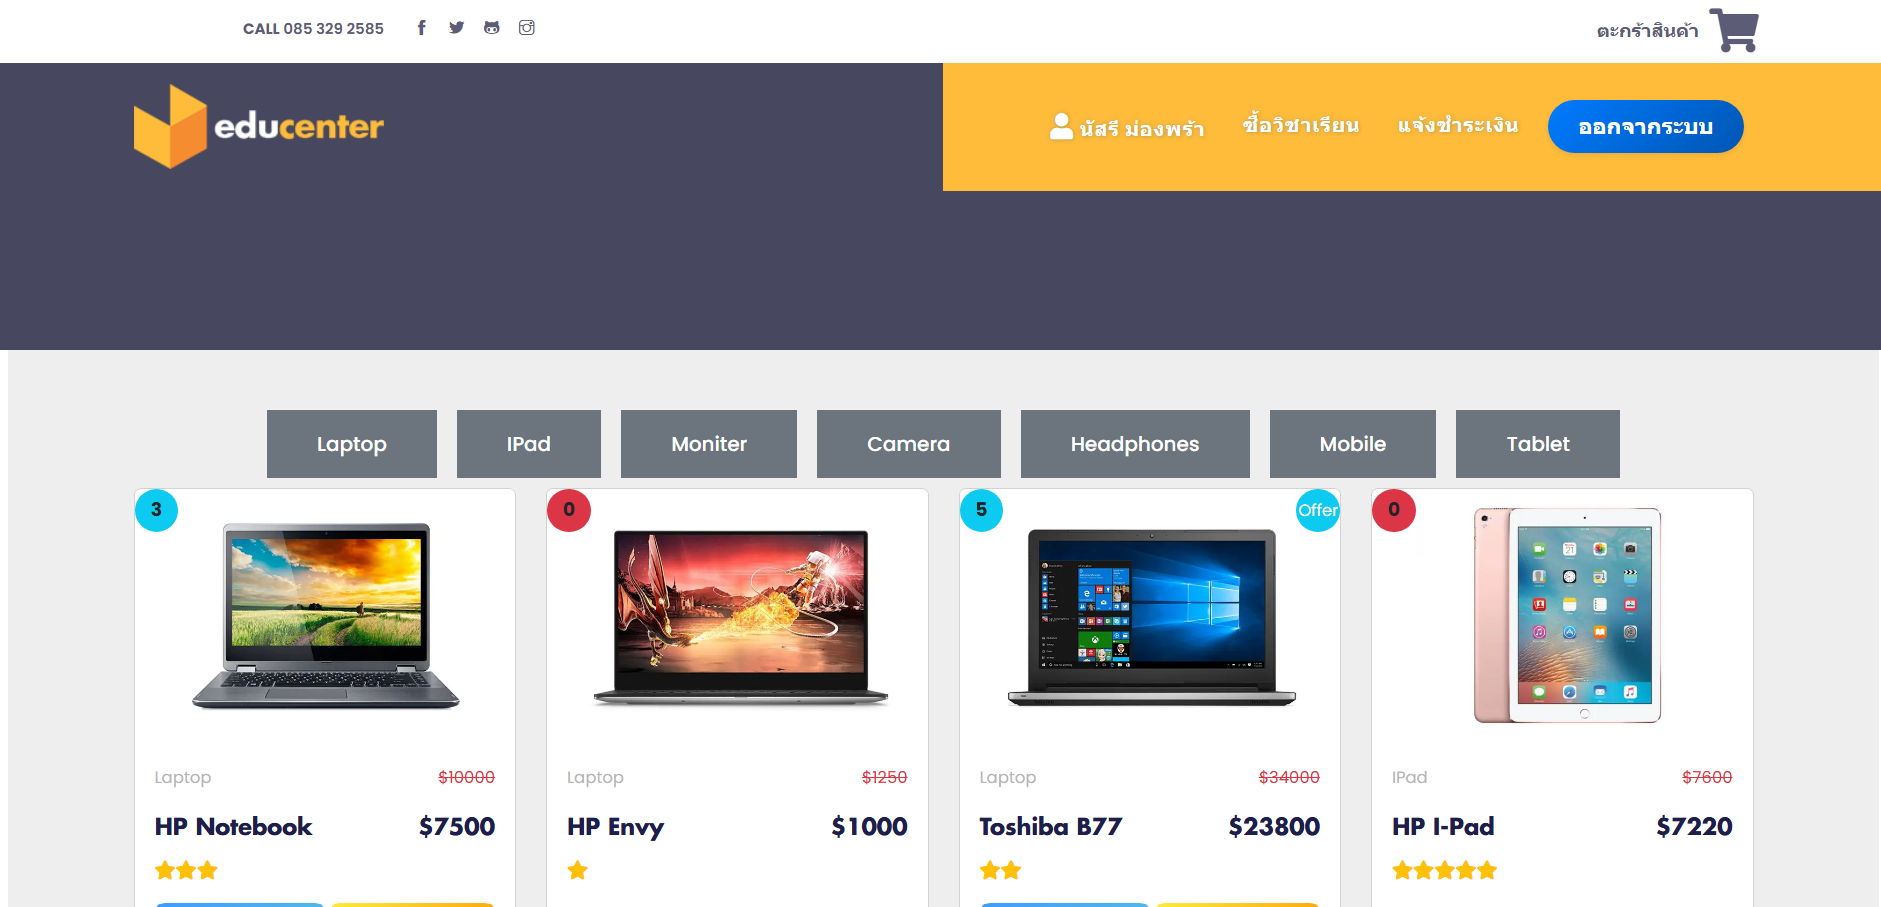 CALL 085 329 2585
ตะกร้าสินค้า
educenter
นัสรี ม่องพร้า
ซื้อวิชาเรียน
แจ้งชำระเงิน
ออกจากระบบ
Laptop
IPad
Moniter
Camera
Headphones
Mobile
Tablet
3
0
5
Offer
0
Laptop
$10000
Laptop
$1250
Laptop
$34000
IPad
$7600
HP Notebook
$7500
HP Envy
$1000
Toshiba B77
$23800
HP I-Pad
$7220